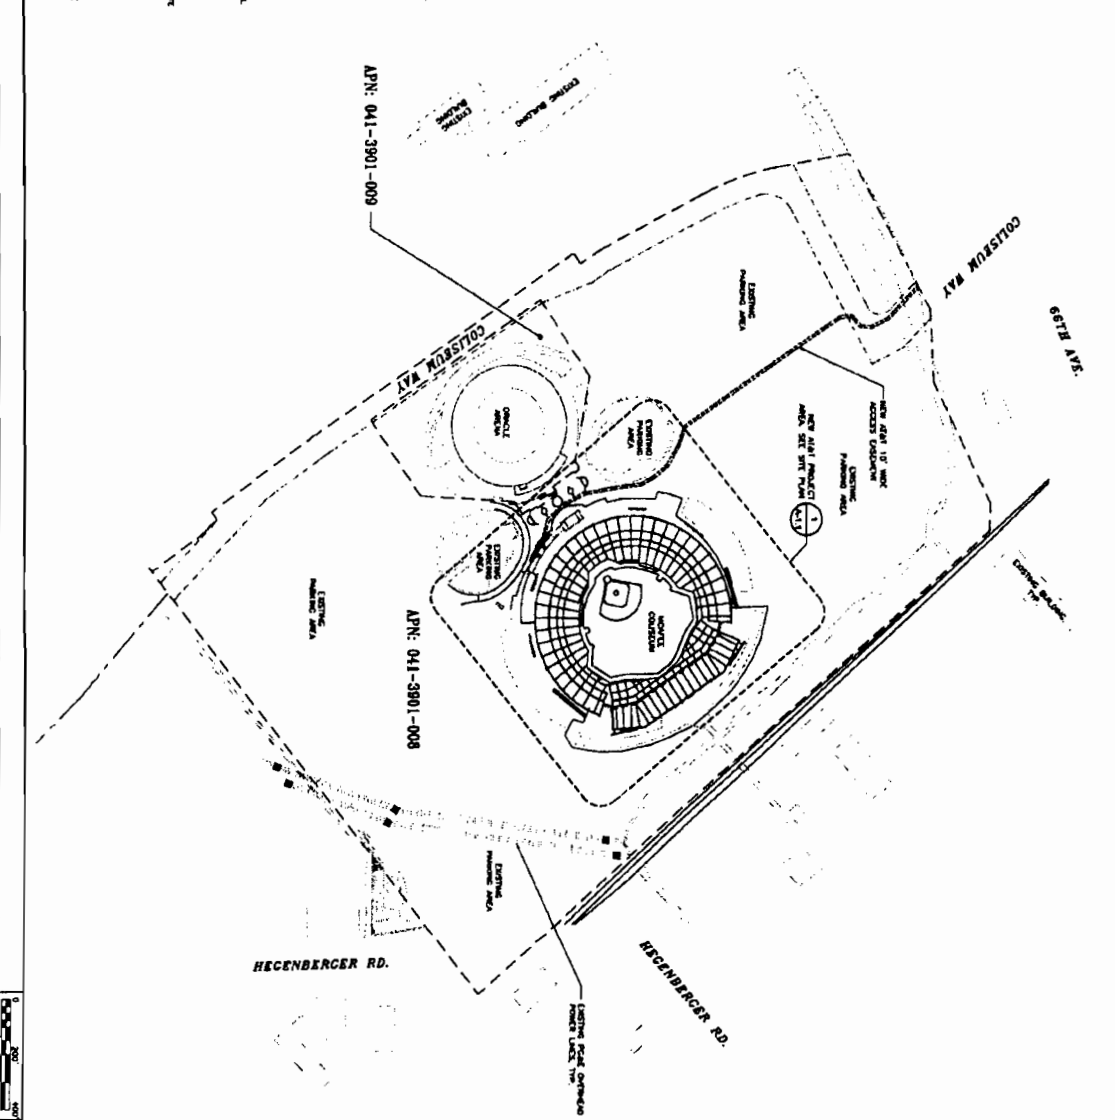 APN: 041-3901-009
EXISTING BUILDING
EXISTING
BUILDING
COLISEUM WAY
66TH AVE.
EXISTING
PARKING AREA
COLISEUM WAY
NEW AT&T 10' WIDE
ACCESS EASEMENT
EXISTING
PARKING AREA
NEW AT&T PROJECT
AREA, SEE SITE PLAN
1
ORACLE
ARENA
EXISTING
PARKING
AREA
EXISTING
PARKING
AREA
EXISTING BUILDING,
TYP.
EXISTING
PARKING AREA
APN: 041-3901-008
COLISEUM
EXISTING
PARKING AREA
HEGENBERGER RD.
HEGENBERGER RD.
EXISTING PG&E OVERHEAD
POWER LINES, TYP.
0
200'
400'